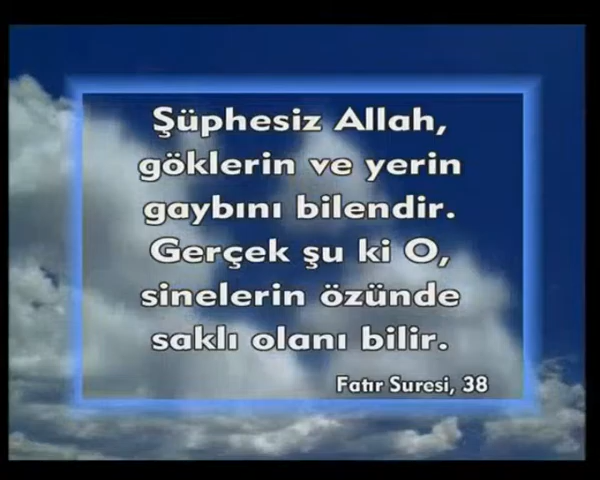 Şüphesiz Allah,
göklerin ve yerin
gaybını bilendir.
Gerçek şu ki O,
sinelerin özünde
saklı olanı bilir.
Fatır Suresi, 38